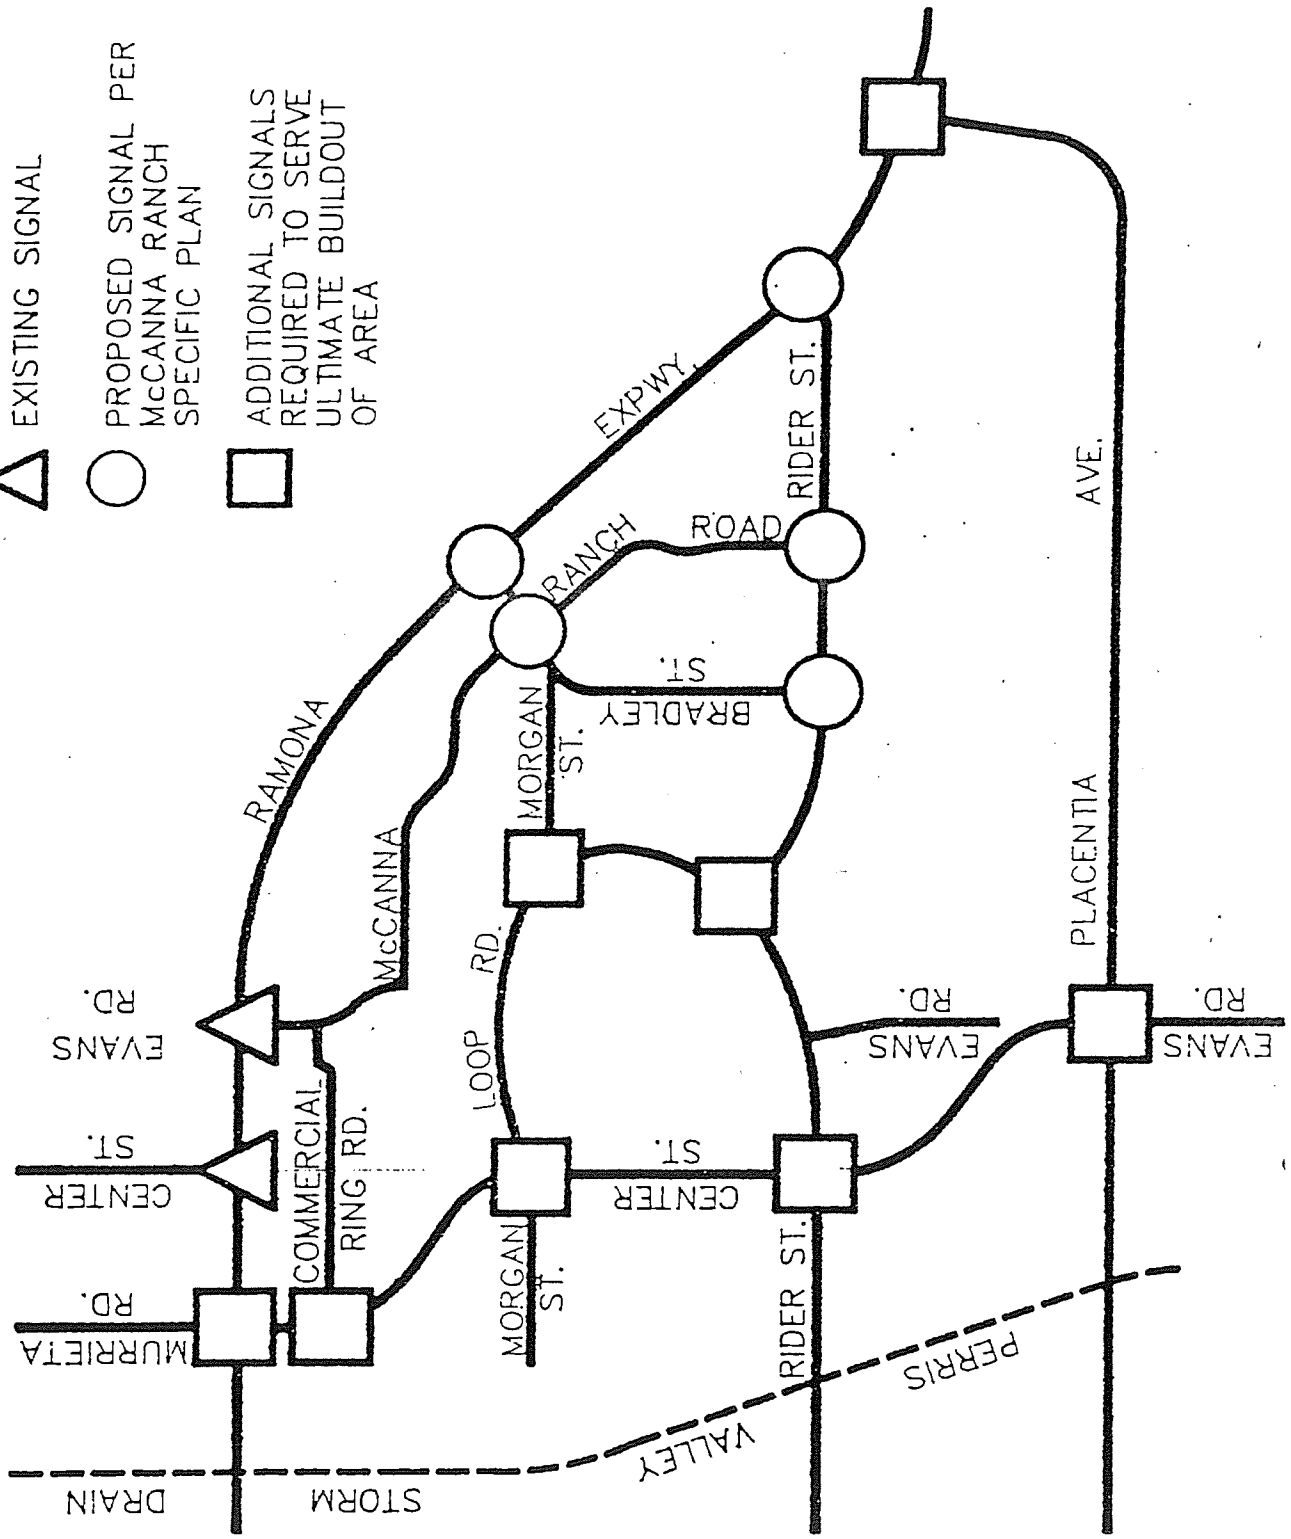 EXISTING SIGNAL
PROPOSED SIGNAL PER
McCANNA RANCH
SPECIFIC PLAN
ADDITIONAL SIGNALS
REQUIRED TO SERVE
ULTIMATE BUILDOUT
OF AREA
RAMONA
EXPWY.
McCANNA
RANCH
ROAD
RIDER ST.
BRADLEY
ST.
MORGAN
ST.
LOOP RD.
EVANS
RD.
CENTER
ST.
COMMERCIAL
RING RD.
MURRIETA
RD.
MORGAN
ST.
CENTER
ST.
RIDER ST.
EVANS
RD.
PLACENTIA
AVE.
EVANS
RD.
PERRIS
VALLEY
STORM
DRAIN